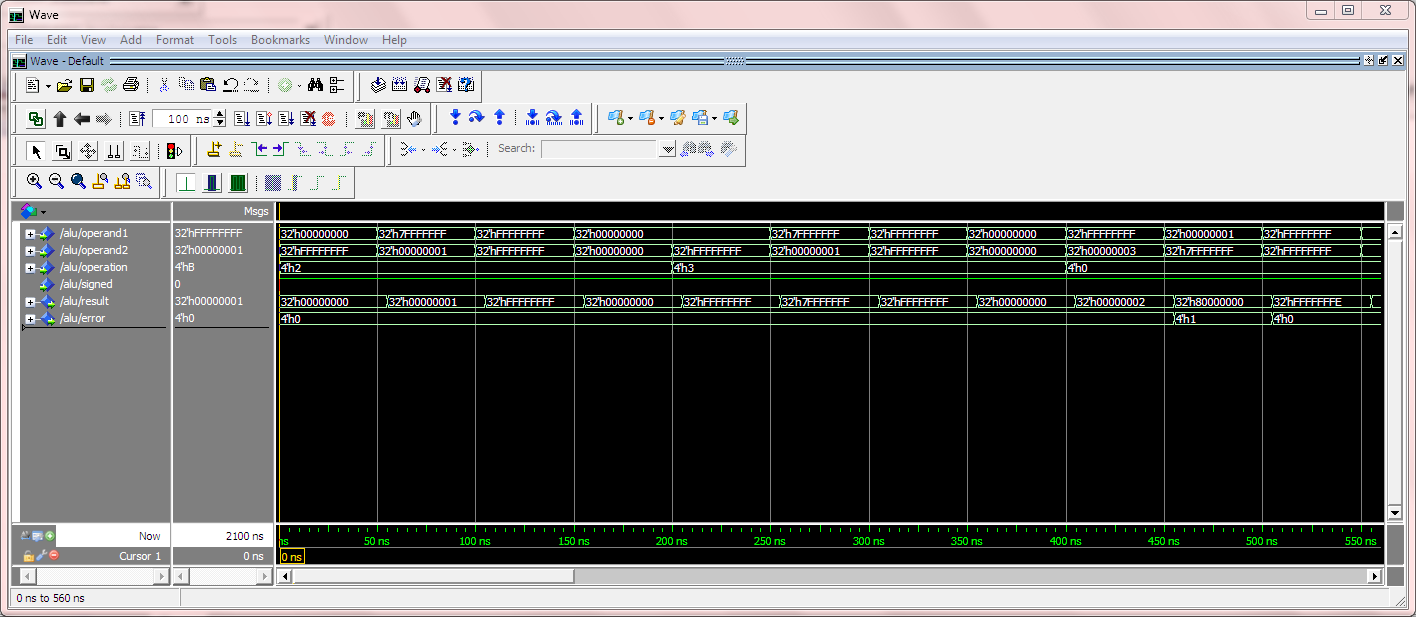 Wave
File Edit View Add Format Tools Bookmarks Window Help
Wave - Default
100 ns
Search:
Msgs
/alu/operand1 32'hFFFFFFFF 32'h00000000 32'h7FFFFFFF 32'hFFFFFFFF 32'h00000000 32'h7FFFFFFF 32'hFFFFFFFF 32'h00000000 32'hFFFFFFFF 32'h00000001 32'hFFFFFFFF
/alu/operand2 32'h00000001 32'hFFFFFFFF 32'h00000001 32'hFFFFFFFF 32'h00000000 32'hFFFFFFFF 32'h00000001 32'hFFFFFFFF 32'h00000000 32'h00000003 32'h7FFFFFFF 32'hFFFFFFFF
/alu/operation 4'hB 4'h2 4'h3 4'h0
/alu/signed 0
/alu/result 32'h00000001 32'h00000000 32'h00000001 32'hFFFFFFFF 32'h00000000 32'hFFFFFFFF 32'h7FFFFFFF 32'hFFFFFFFF 32'h00000000 32'h00000002 32'h80000000 32'hFFFFFFFE
/alu/error 4'h0 4'h0 4'h1 4'h0
Now 2100 ns
ns 50 ns 100 ns 150 ns 200 ns 250 ns 300 ns 350 ns 400 ns 450 ns 500 ns 550 ns
Cursor 1 0 ns 0 ns
0 ns to 560 ns